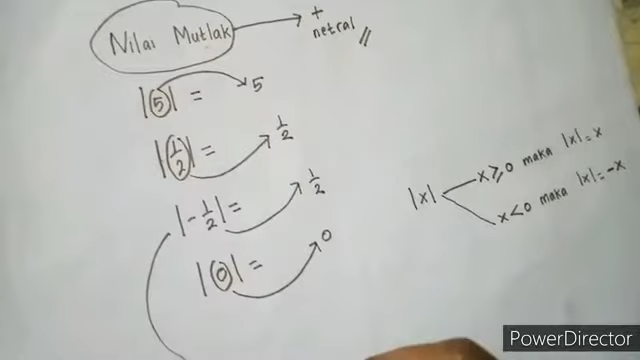 Nilai Mutlak
+
netral //
|5| = 5
|1/2| = 1/2
|-1/2| = 1/2
|0| = 0
|x|
x ≥ 0 maka |x| = x
x < 0 maka |x| = -x
PowerDirector